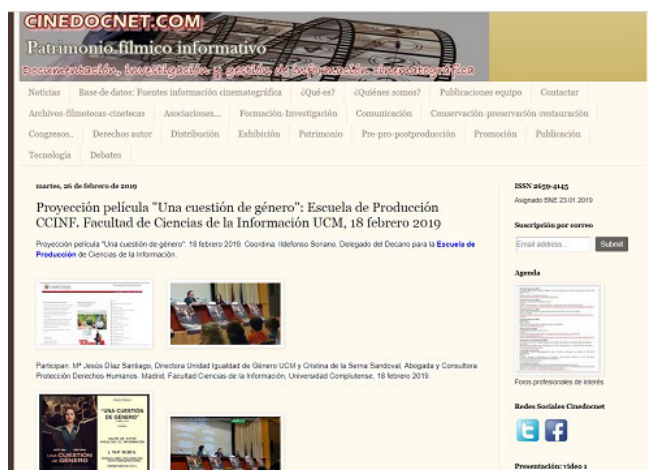 CINEDOCNET.COM
Patrimonio fílmico informativo
Documentación, investigación y gestión de información cinematográfica
Noticias Base de datos: Fuentes información cinematográfica ¿Qué es? ¿Quiénes somos? Publicaciones equipo Contactar
Archivos-filmotecas-cinetecas Asociaciones... Formación-Investigación Comunicación Conservación-preservación-restauración
Congresos.. Derechos autor Distribución Exhibición Patrimonio Pre-pro-postproducción Promoción Publicación
Tecnología Debates
martes, 26 de febrero de 2019
Proyección película "Una cuestión de género": Escuela de Producción
CCINF. Facultad de Ciencias de la Información UCM, 18 febrero 2019
Proyección película "Una cuestión de género". 18 febrero 2019. Coordina: Ildefonso Soriano, Delegado del Decano para la Escuela de
Producción de Ciencias de la Información.
Participan: Mª Jesús Díaz Santiago, Directora Unidad Igualdad de Género UCM y Cristina de la Serna Sandoval, Abogada y Consultora
Protección Derechos Humanos. Madrid, Facultad Ciencias de la Información, Universidad Complutense, 18 febrero 2019.
UNA CUESTIÓN
DE GÉNERO
"UNA CUESTIÓN
DE GÉNERO"
ISSN 2659-4145
Asignado BNE 23.01.2019
Suscripción por correo
Email address... Submit
Agenda
Foros profesionales de interés
Redes Sociales Cinedocnet
Presentación: video 1